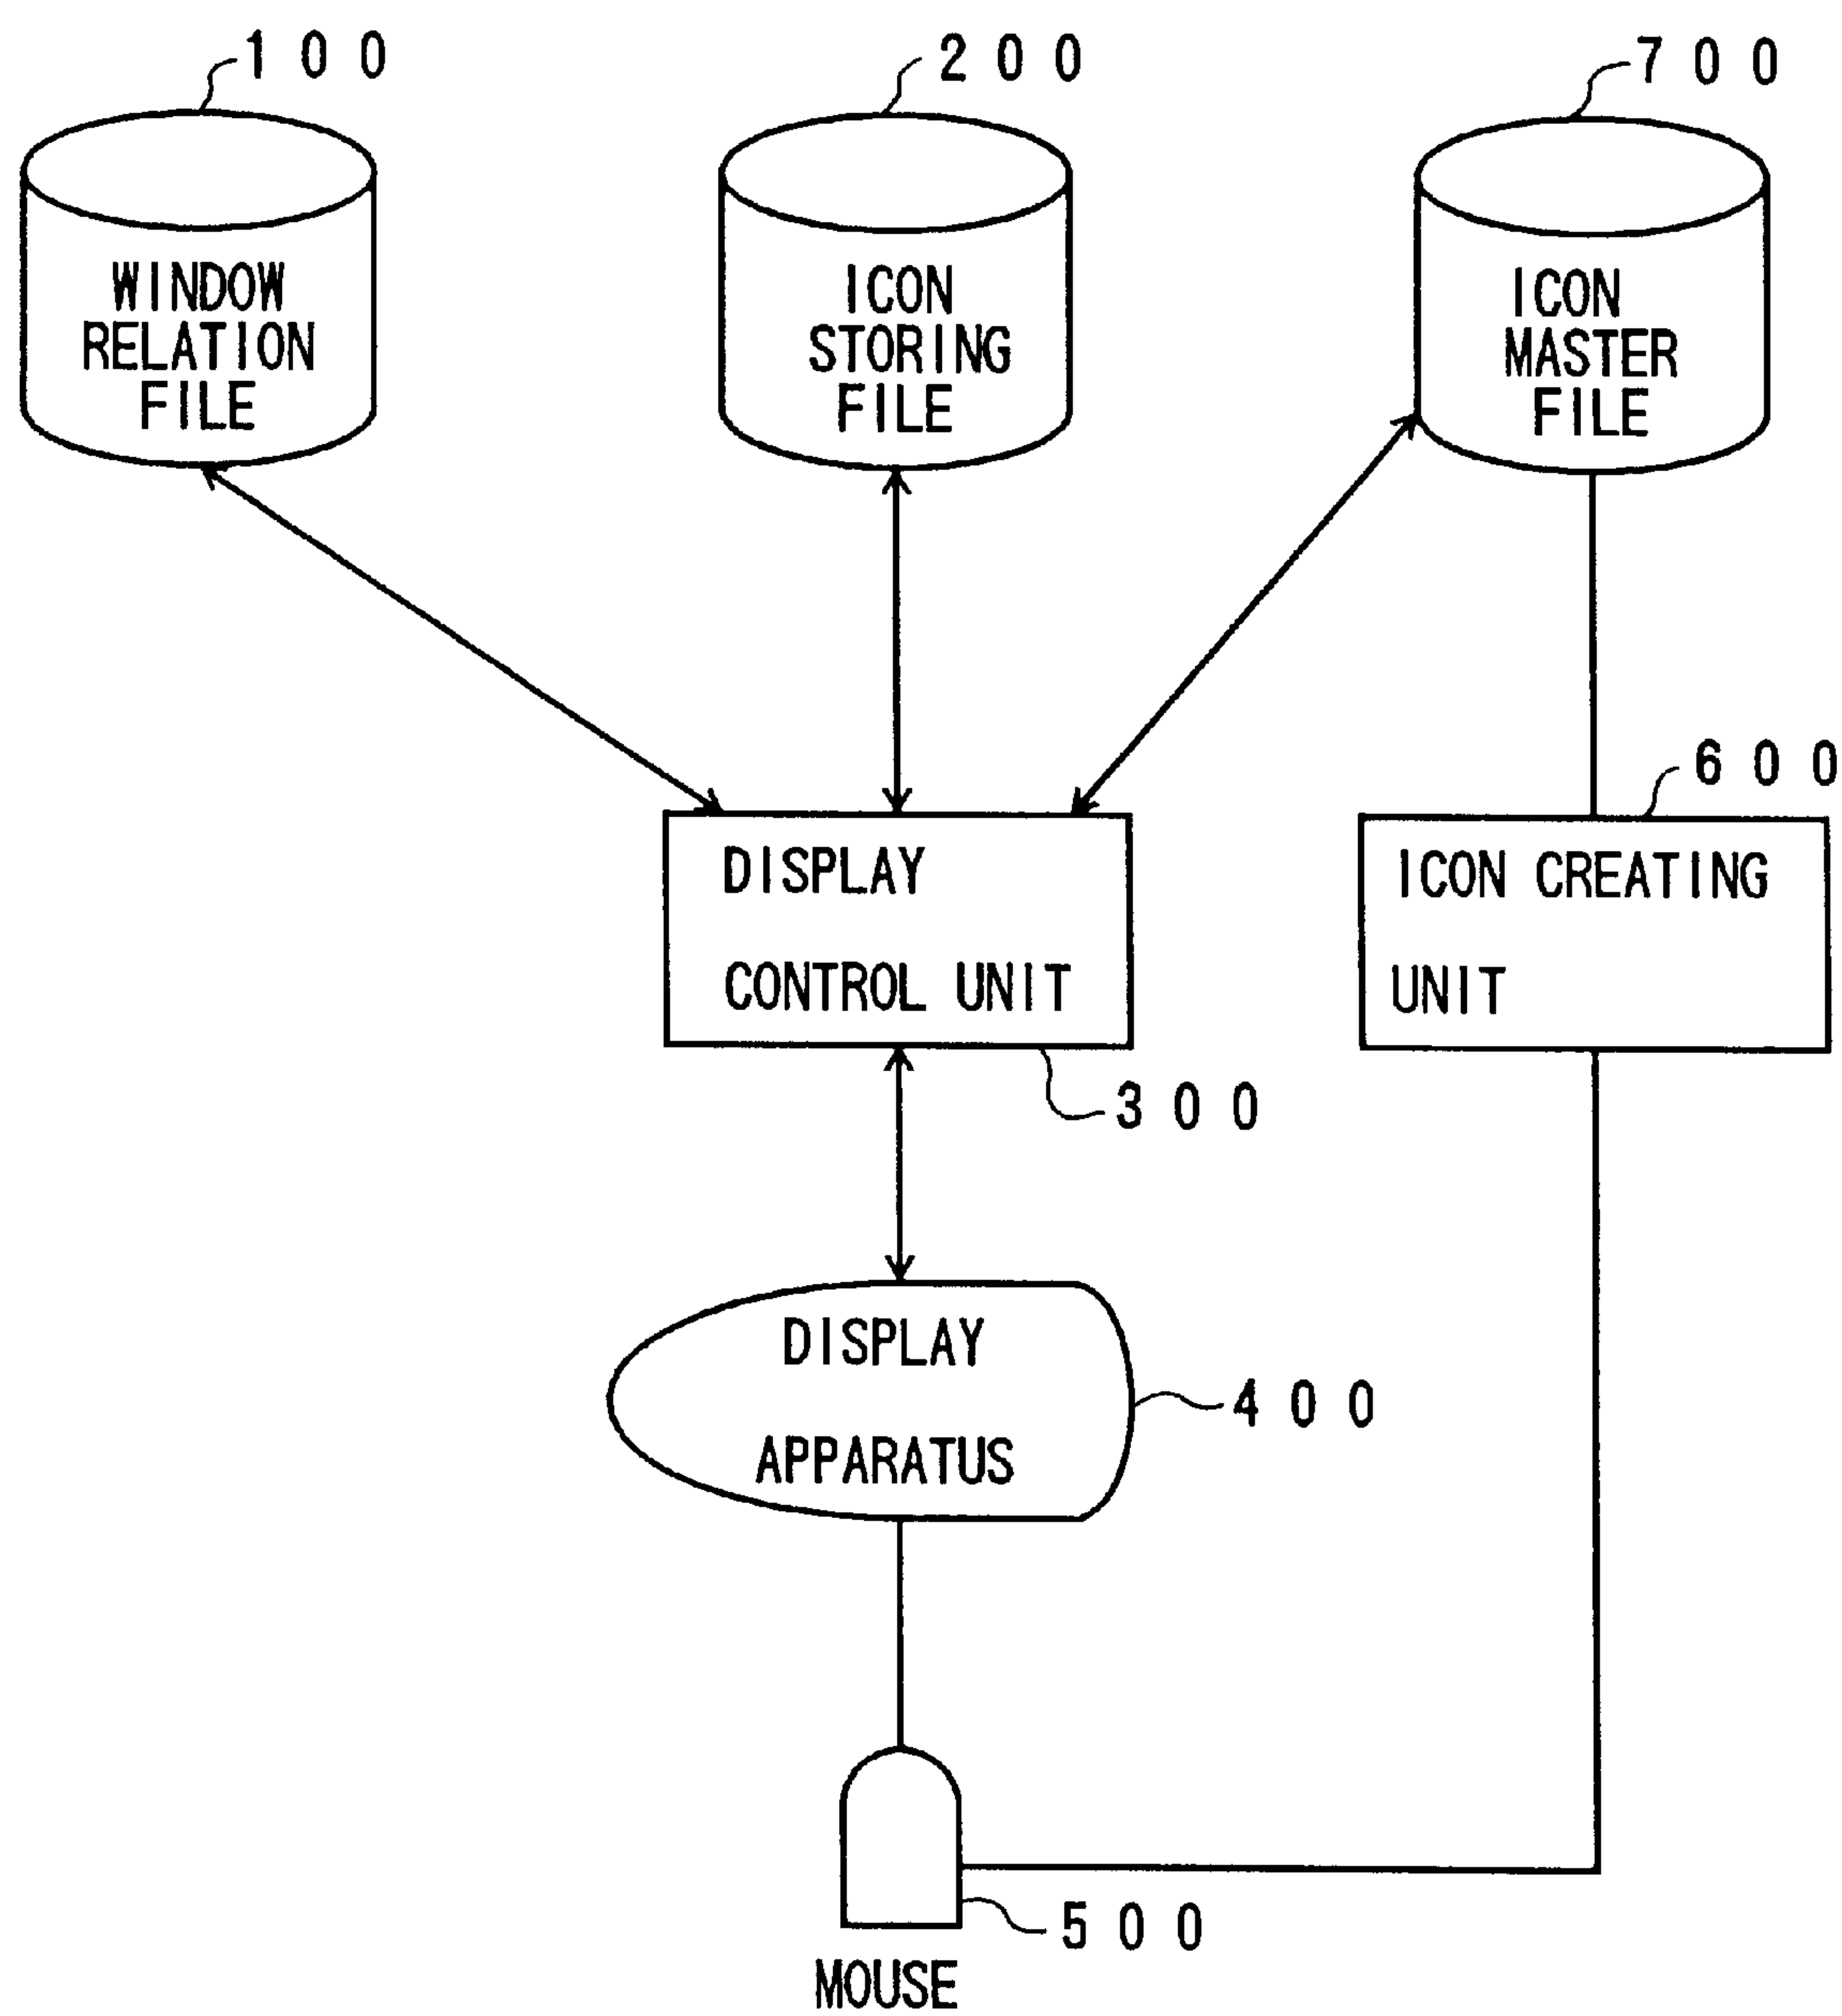 100
200
700
WINDOW
RELATION
FILE
ICON
STORING
FILE
ICON
MASTER
FILE
600
DISPLAY
CONTROL UNIT
ICON CREATING
UNIT
300
DISPLAY
APPARATUS
400
500
MOUSE